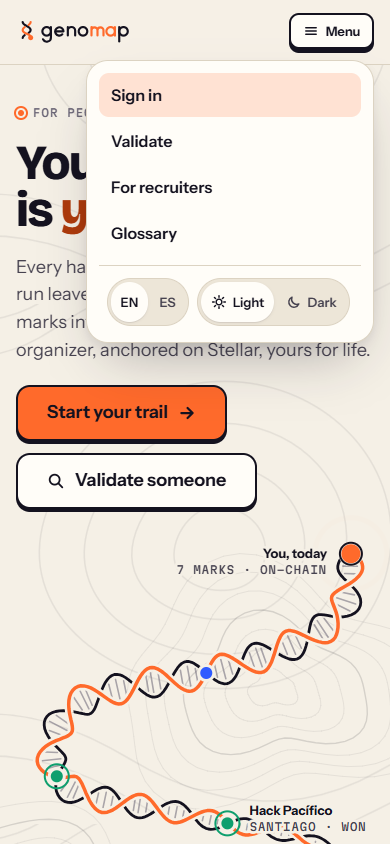 genomap
Menu
Sign in
Validate
For recruiters
Glossary
EN ES Light Dark
FOR PE
You
is y
Every ha
run leave
marks in
organizer, anchored on Stellar, yours for life.
Start your trail →
Validate someone
You, today
7 MARKS · ON-CHAIN
Hack Pacífico
SANTIAGO · WON